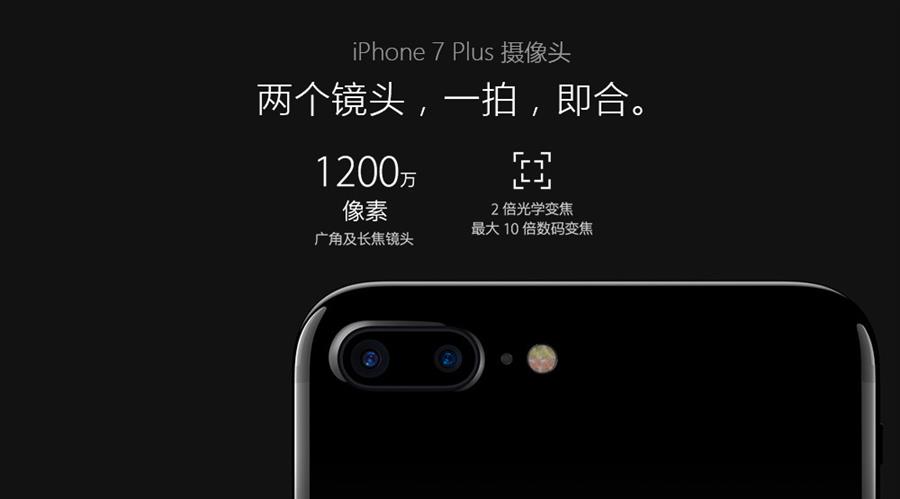 iPhone 7 Plus 摄像头
两个镜头，一拍，即合。
1200万
像素
广角及长焦镜头
2 倍光学变焦
最大 10 倍数码变焦